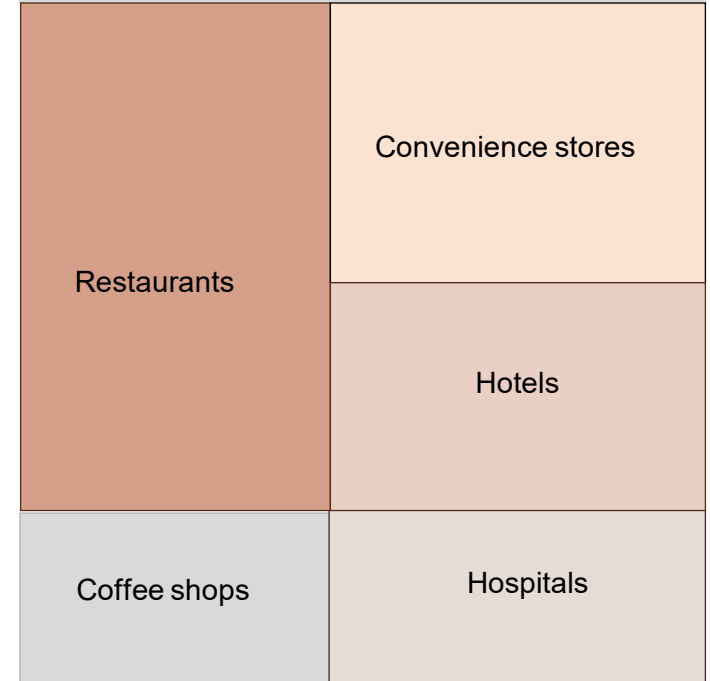 Convenience stores
Restaurants
Hotels
Coffee shops
Hospitals